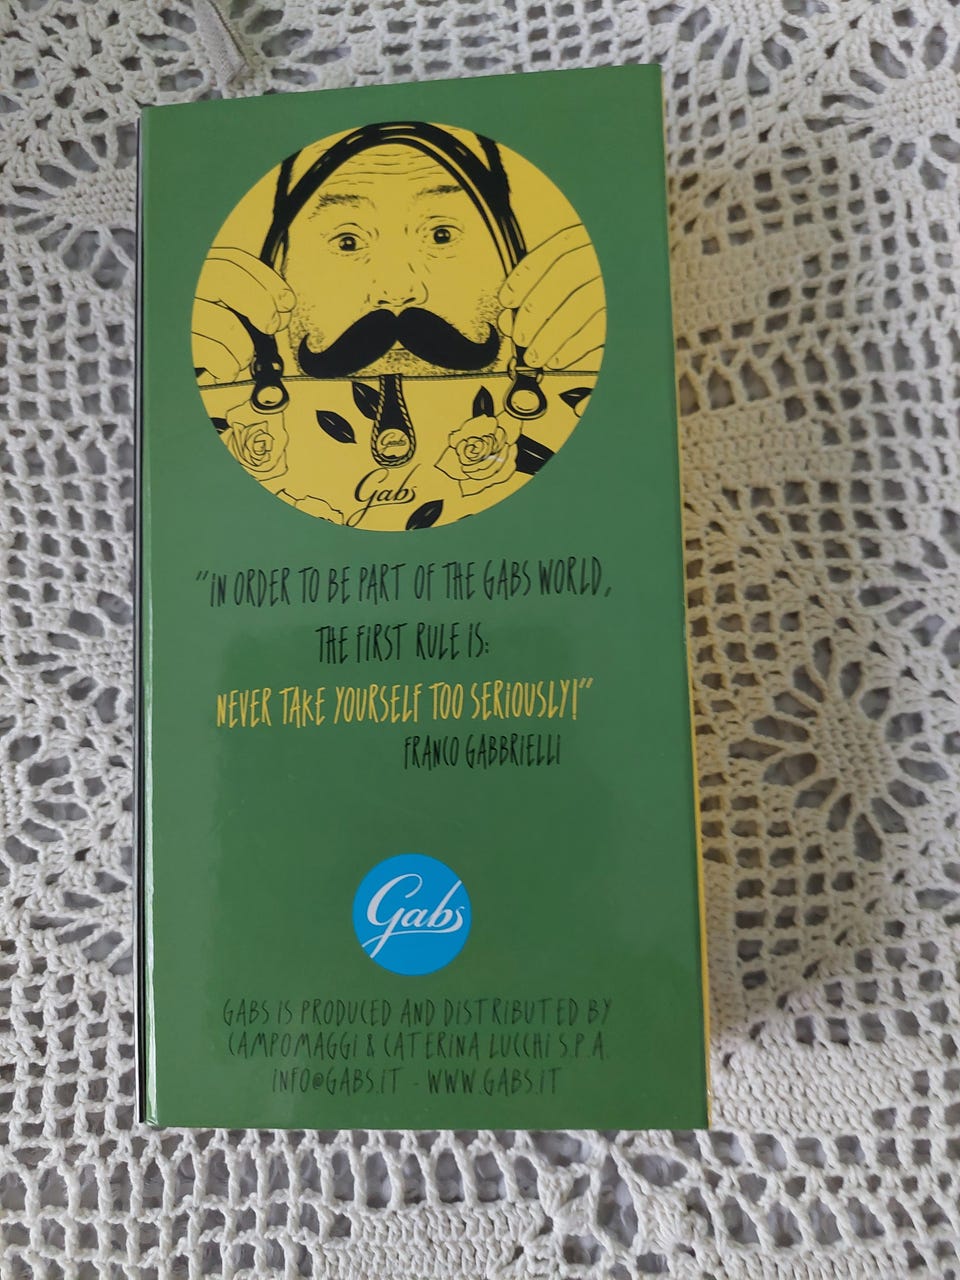 Gabs
Gabs
"IN ORDER TO BE PART OF THE GABS WORLD,
THE FIRST RULE IS:
NEVER TAKE YOURSELF TOO SERIOUSLY!"
FRANCO GABBRIELLI
Gabs
GABS IS PRODUCED AND DISTRIBUTED BY
CAMPOMAGGI & CATERINA LUCCHI S.P.A.
INFO@GABS.IT - WWW.GABS.IT